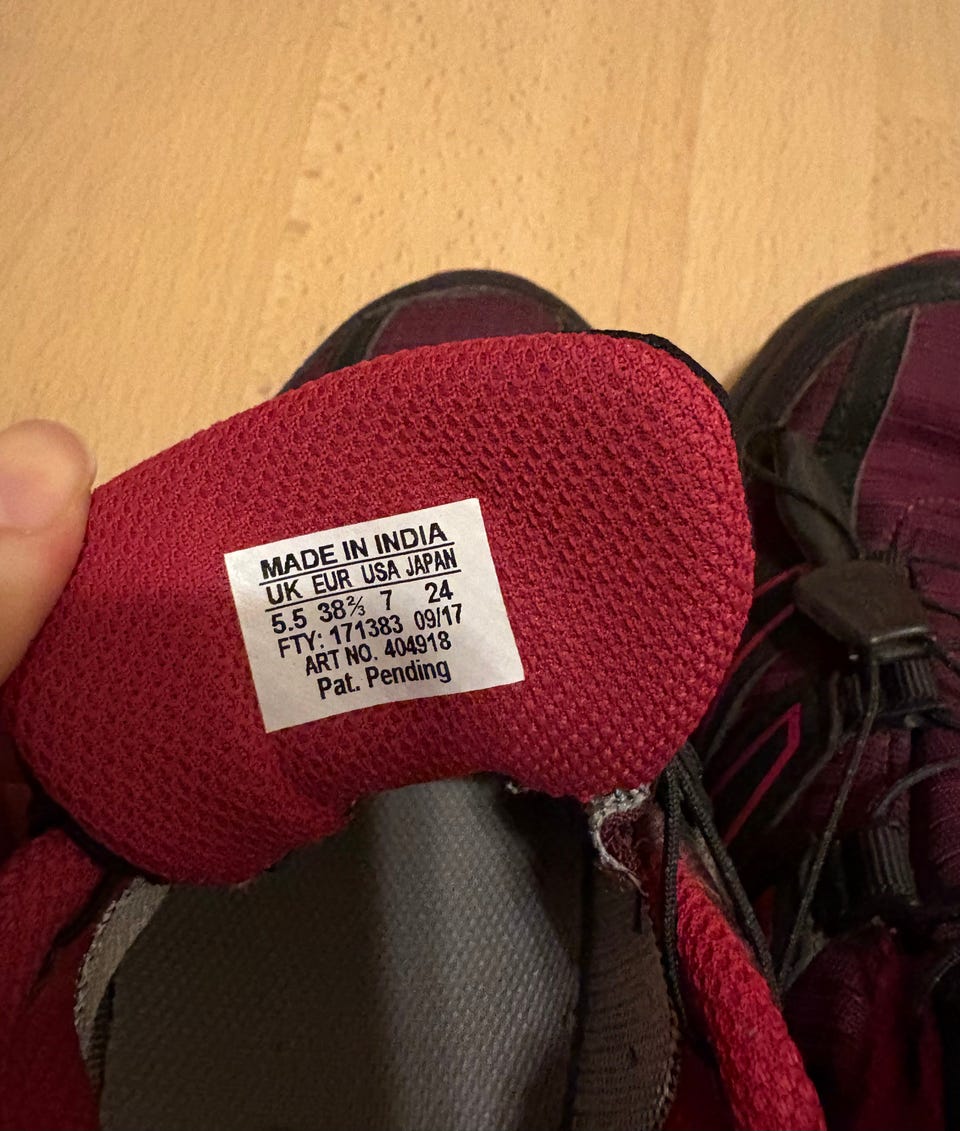 MADE IN INDIA
UK EUR USA JAPAN
5.5 38⅔ 7 24
FTY: 171383 09/17
ART NO. 404918
Pat. Pending